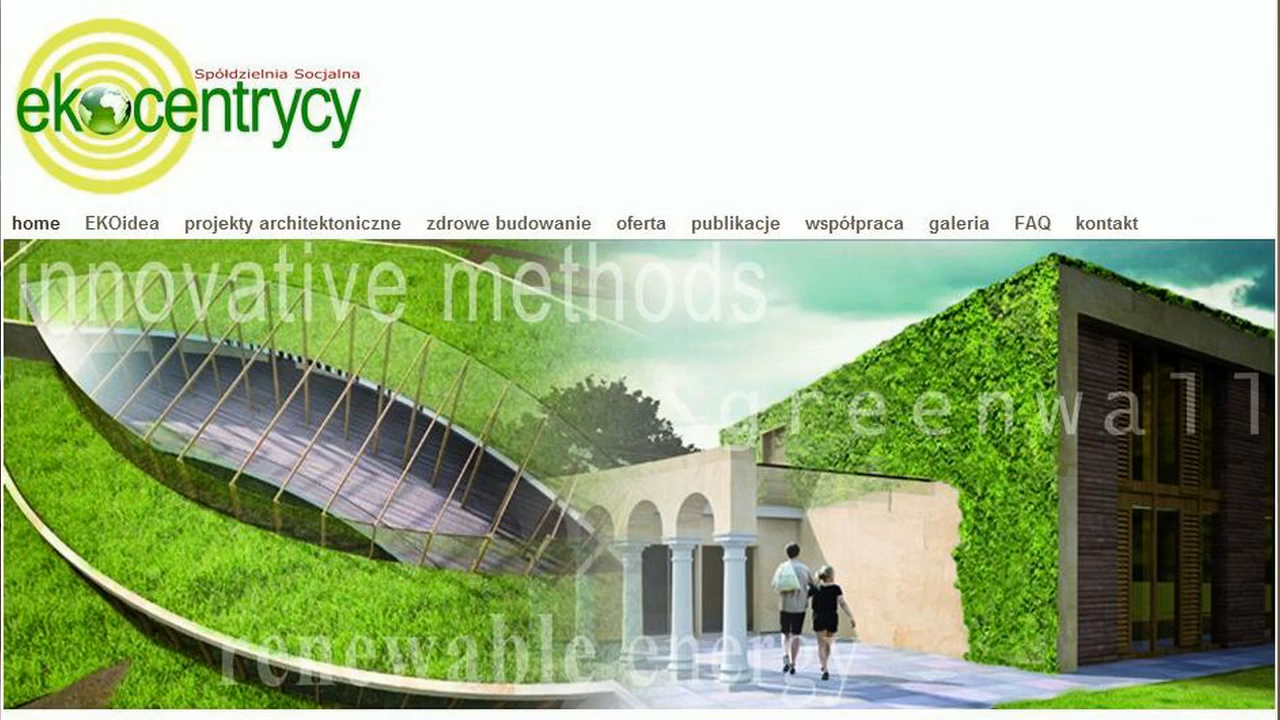 Spółdzielnia Socjalna
ekocentrycy
home EKOidea projekty architektoniczne zdrowe budowanie oferta publikacje współpraca galeria FAQ kontakt
innovative methods
greenwall
renewable energy